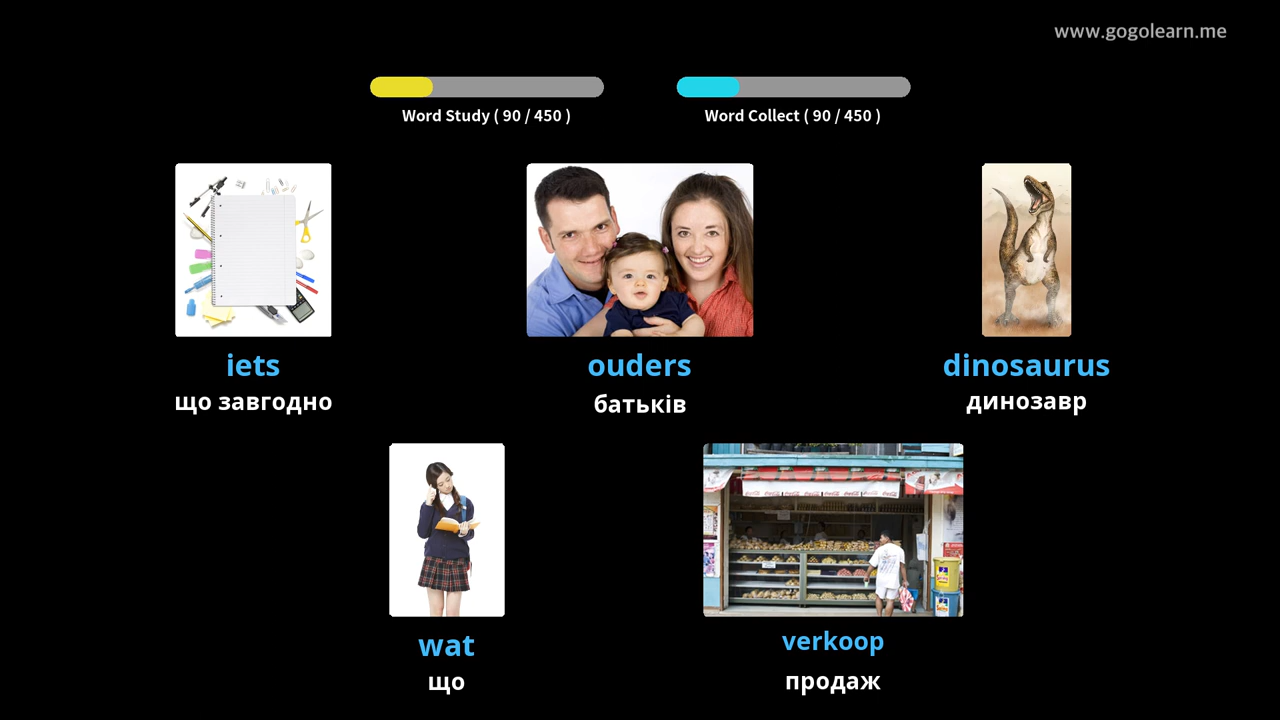 www.gogolearn.me
Word Study ( 90 / 450 )
Word Collect ( 90 / 450 )
iets
що завгодно
ouders
батьків
dinosaurus
динозавр
wat
що
verkoop
продаж